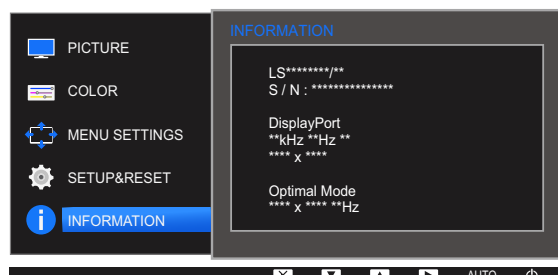 PICTURE
COLOR
MENU SETTINGS
SETUP&RESET
INFORMATION
INFORMATION
LS********/**
S / N : ***************
DisplayPort
**kHz **Hz **
**** x ****
Optimal Mode
**** x **** **Hz
AUTO